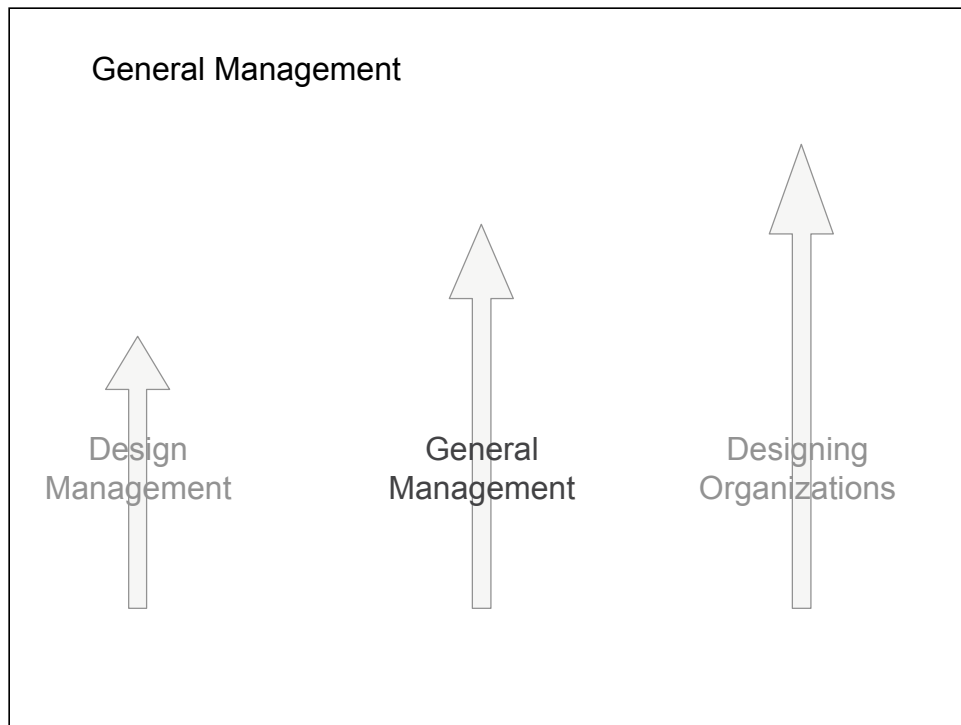 General Management
Design
Management
General
Management
Designing
Organizations